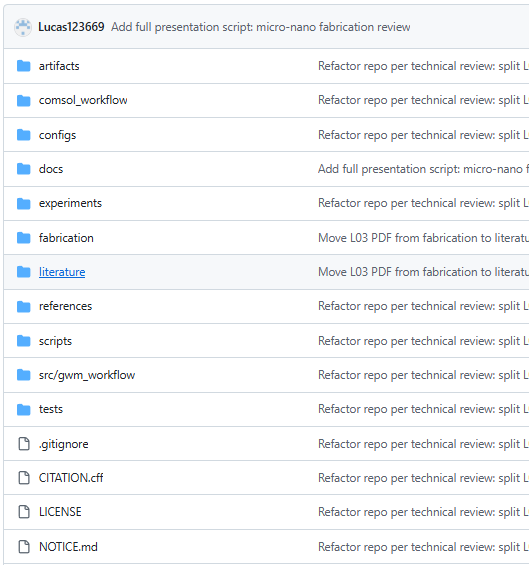 Lucas123669 Add full presentation script: micro-nano fabrication review
artifacts Refactor repo per technical review: split L
comsol_workflow Refactor repo per technical review: split L
configs Refactor repo per technical review: split L
docs Add full presentation script: micro-nano f
experiments Refactor repo per technical review: split L
fabrication Move L03 PDF from fabrication to literatu
literature Move L03 PDF from fabrication to literatu
references Refactor repo per technical review: split L
scripts Refactor repo per technical review: split L
src/gwm_workflow Refactor repo per technical review: split L
tests Refactor repo per technical review: split L
.gitignore Refactor repo per technical review: split L
CITATION.cff Refactor repo per technical review: split L
LICENSE Refactor repo per technical review: split L
NOTICE.md Refactor repo per technical review: split L